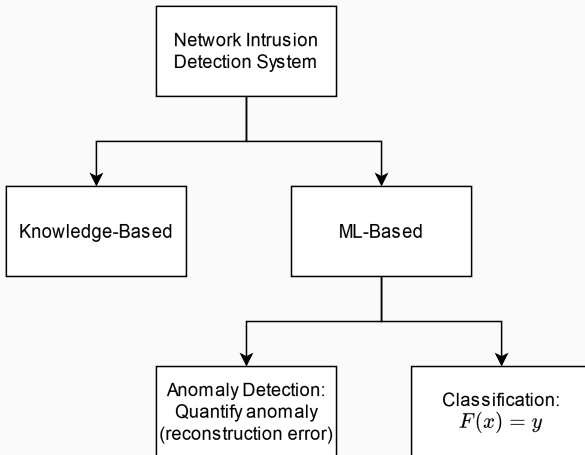 Network Intrusion
Detection System
Knowledge-Based
ML-Based
Anomaly Detection:
Quantify anomaly
(reconstruction error)
Classification:
F(x) = y